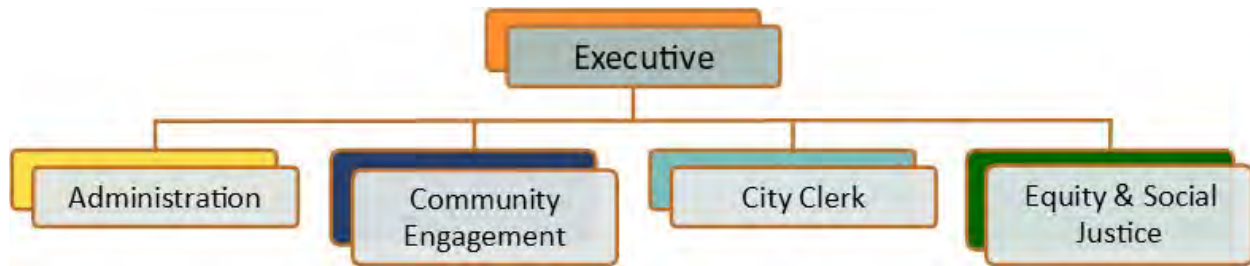 Executive
Administration
Community
Engagement
City Clerk
Equity & Social
Justice